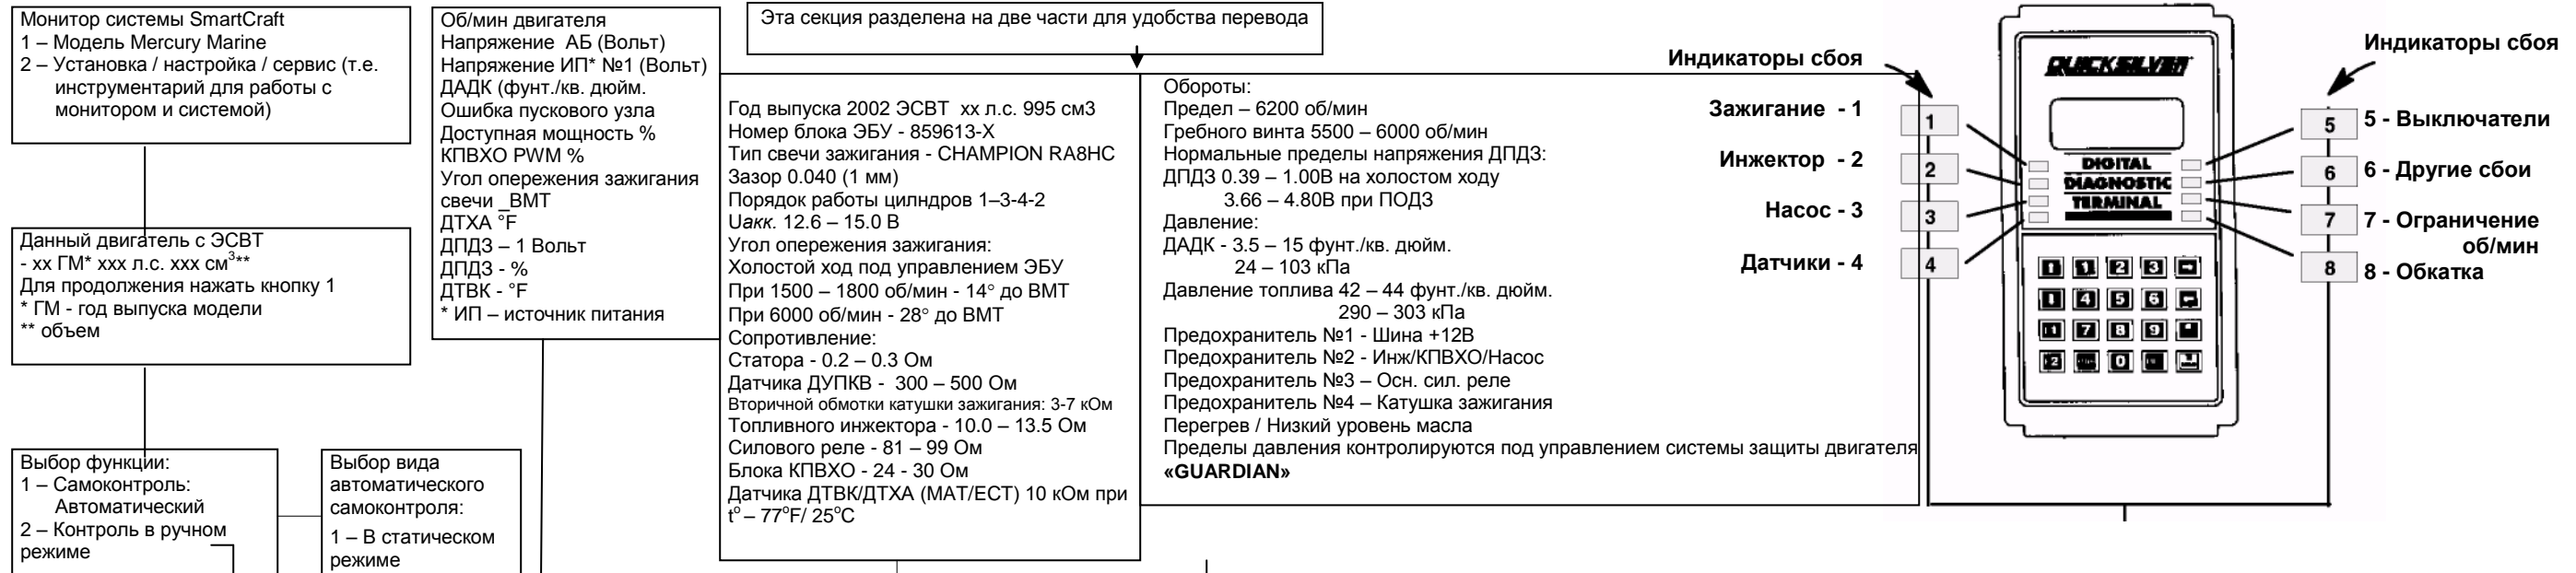 Монитор системы SmartCraft
1 – Модель Mercury Marine
2 – Установка / настройка / сервис (т.е.
инструментарий для работы с
монитором и системой)
Данный двигатель с ЭСВТ
- хх ГМ* ххх л.с. ххх см3**
Для продолжения нажать кнопку 1
* ГМ - год выпуска модели
** объем
Выбор функции:
1 – Самоконтроль:
Автоматический
2 – Контроль в ручном
режиме
Выбор вида
автоматического
самоконтроля:
1 – В статическом
режиме
Об/мин двигателя
Напряжение АБ (Вольт)
Напряжение ИП* №1 (Вольт)
ДАДК (фунт./кв. дюйм.
Ошибка пускового узла
Доступная мощность %
КПВХО PWM %
Угол опережения зажигания
свечи _ВМТ
ДТХА °F
ДПДЗ – 1 Вольт
ДПДЗ - %
ДТВК - °F
* ИП – источник питания
Эта секция разделена на две части для удобства перевода
Год выпуска 2002 ЭСВТ хх л.с. 995 см3
Номер блока ЭБУ - 859613-Х
Тип свечи зажигания - CHAMPION RA8HC
Зазор 0.040 (1 мм)
Порядок работы цилндров 1–3-4-2
Uакк. 12.6 – 15.0 В
Угол опережения зажигания:
Холостой ход под управлением ЭБУ
При 1500 – 1800 об/мин - 14° до ВМТ
При 6000 об/мин - 28° до ВМТ
Сопротивление:
Статора - 0.2 – 0.3 Ом
Датчика ДУПКВ - 300 – 500 Ом
Вторичной обмотки катушки зажигания: 3-7 кОм
Топливного инжектора - 10.0 – 13.5 Ом
Силового реле - 81 – 99 Ом
Блока КПВХО - 24 - 30 Ом
Датчика ДТВК/ДТХА (MAT/ECT) 10 кОм при
t° – 77°F/ 25°C
Обороты:
Предел – 6200 об/мин
Гребного винта 5500 – 6000 об/мин
Нормальные пределы напряжения ДПДЗ:
ДПДЗ 0.39 – 1.00В на холостом ходу
3.66 – 4.80В при ПОДЗ
Давление:
ДАДК - 3.5 – 15 фунт./кв. дюйм.
24 – 103 кПа
Давление топлива 42 – 44 фунт./кв. дюйм.
290 – 303 кПа
Предохранитель №1 - Шина +12В
Предохранитель №2 - Инж/КПВХО/Насос
Предохранитель №3 – Осн. сил. реле
Предохранитель №4 – Катушка зажигания
Перегрев / Низкий уровень масла
Пределы давления контролируются под управлением системы защиты двигателя
«GUARDIAN»
Индикаторы сбоя
Зажигание - 1
Инжектор - 2
Насос - 3
Датчики - 4
1
2
3
4
QUICKSILVER
DIGITAL
DIAGNOSTIC
TERMINAL
1 2 3
4 5 6
7 8 9
0
5
6
7
8
Индикаторы сбоя
5 - Выключатели
6 - Другие сбои
7 - Ограничение
об/мин
8 - Обкатка